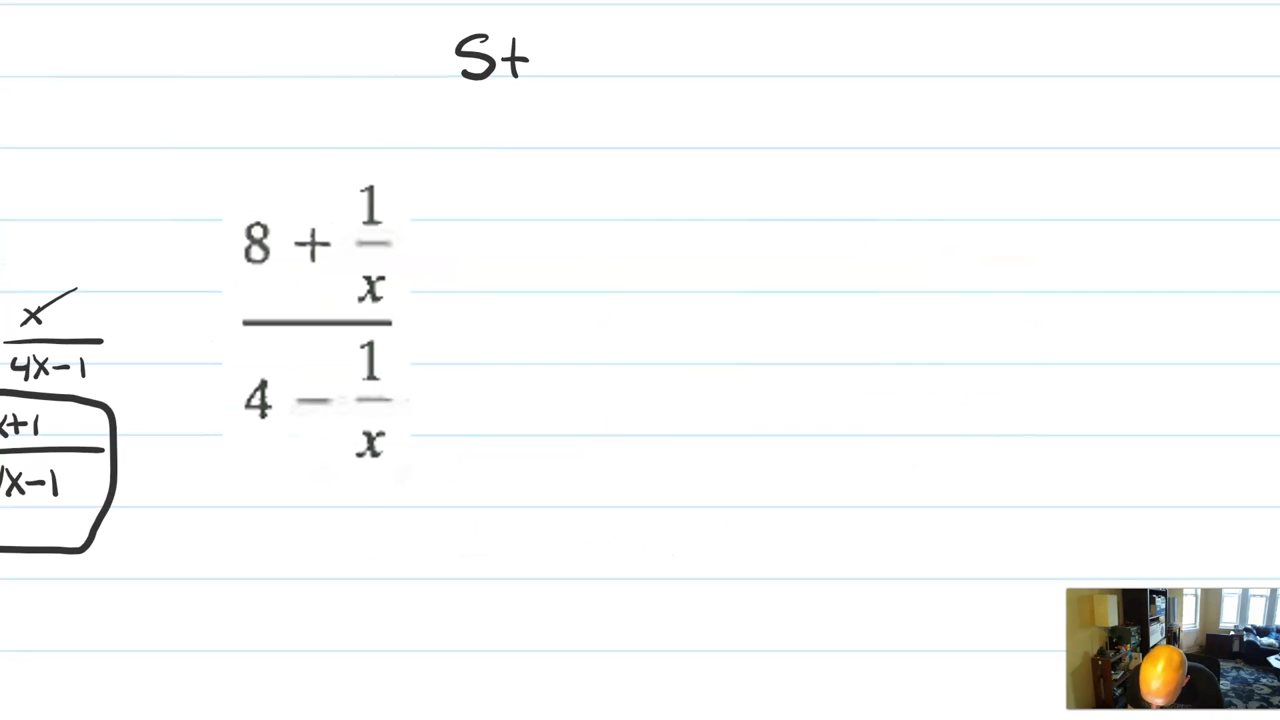 St
8 + 1/x
4 - 1/x
x
4x-1
x+1
x-1